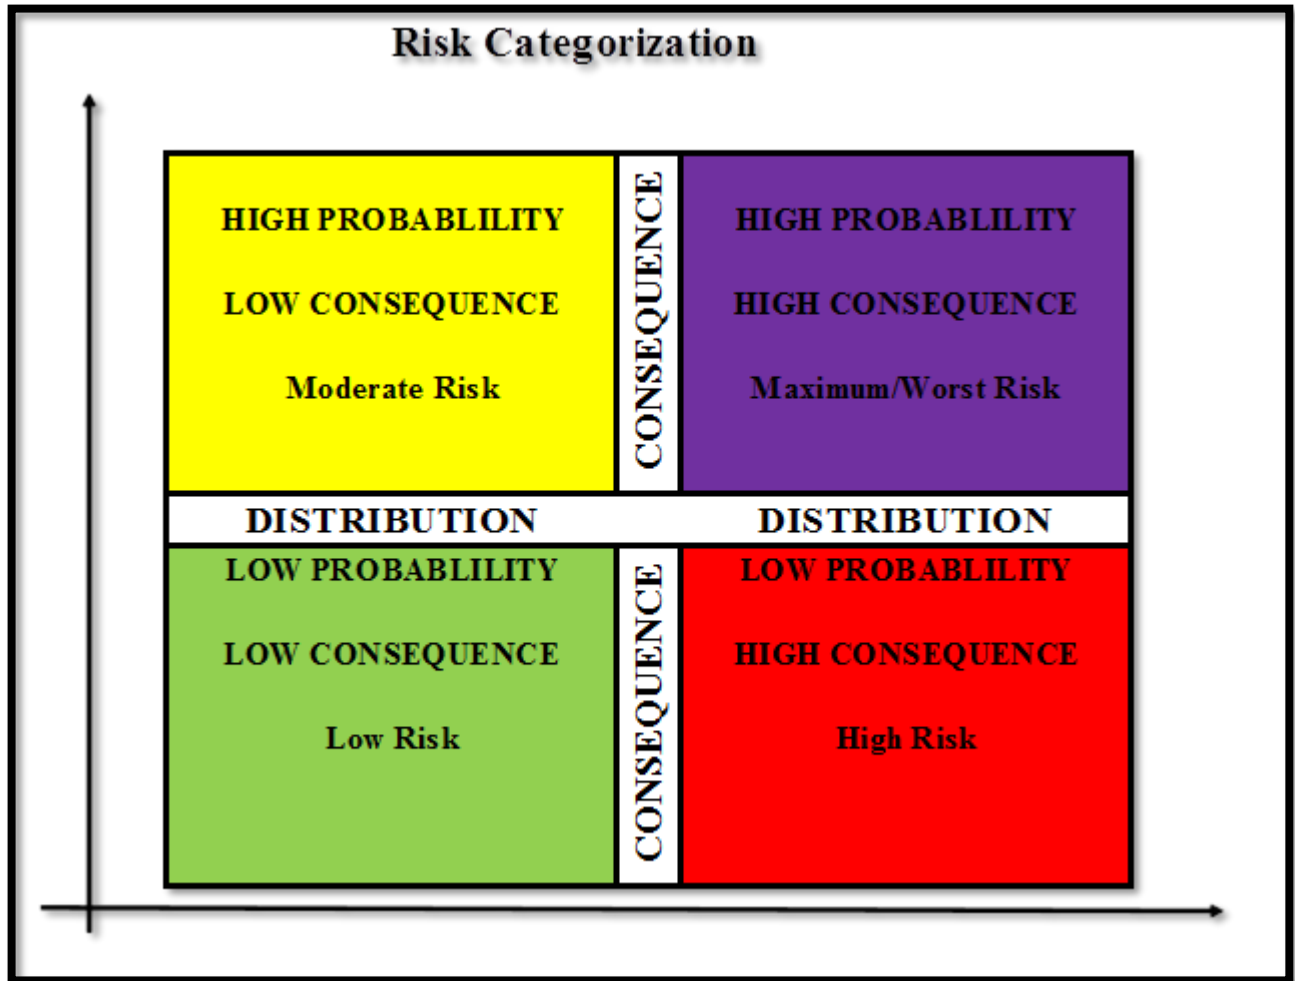 Risk Categorization
HIGH PROBABLILITY
LOW CONSEQUENCE
Moderate Risk
CONSEQUENCE
HIGH PROBABLILITY
HIGH CONSEQUENCE
Maximum/Worst Risk
DISTRIBUTION
DISTRIBUTION
LOW PROBABLILITY
LOW CONSEQUENCE
Low Risk
CONSEQUENCE
LOW PROBABLILITY
HIGH CONSEQUENCE
High Risk